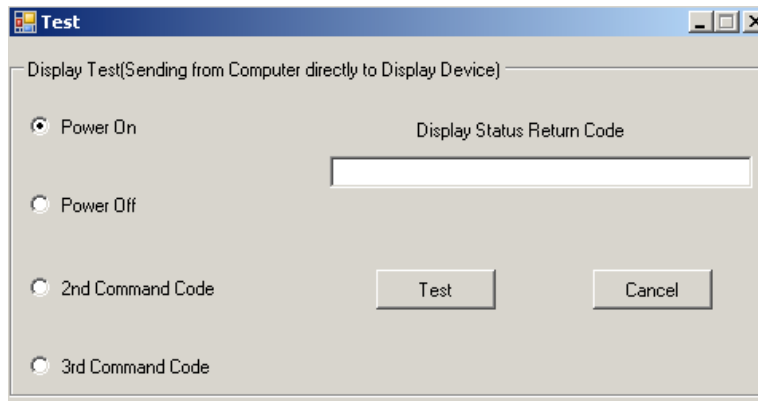 Test
Display Test(Sending from Computer directly to Display Device)
Power On
Display Status Return Code
Power Off
2nd Command Code
Test
Cancel
3rd Command Code